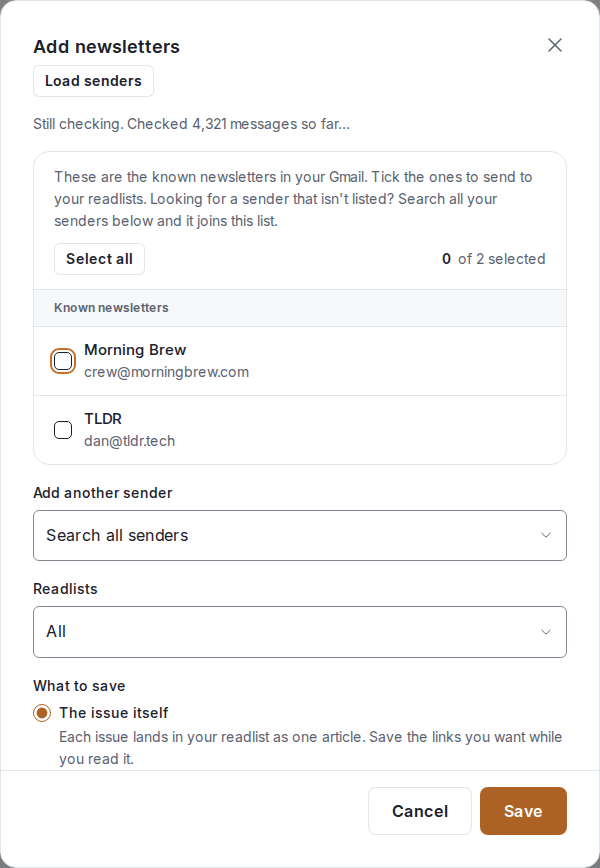 Add newsletters
Load senders
Still checking. Checked 4,321 messages so far...
These are the known newsletters in your Gmail. Tick the ones to send to
your readlists. Looking for a sender that isn't listed? Search all your
senders below and it joins this list.
Select all
0 of 2 selected
Known newsletters
Morning Brew
crew@morningbrew.com
TLDR
dan@tldr.tech
Add another sender
Search all senders
Readlists
All
What to save
The issue itself
Each issue lands in your readlist as one article. Save the links you want while
you read it.
Cancel
Save